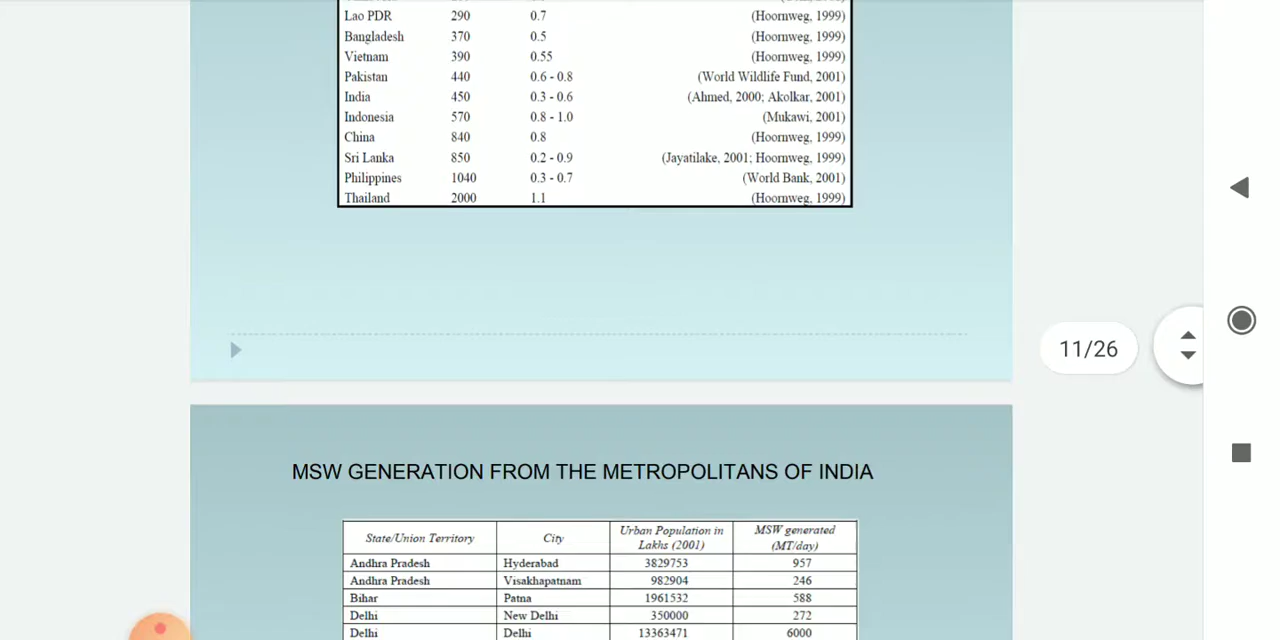 Lao PDR 290 0.7 (Hoornweg, 1999)
Bangladesh 370 0.5 (Hoornweg, 1999)
Vietnam 390 0.55 (Hoornweg, 1999)
Pakistan 440 0.6 - 0.8 (World Wildlife Fund, 2001)
India 450 0.3 - 0.6 (Ahmed, 2000; Akolkar, 2001)
Indonesia 570 0.8 - 1.0 (Mukawi, 2001)
China 840 0.8 (Hoornweg, 1999)
Sri Lanka 850 0.2 - 0.9 (Jayatilake, 2001; Hoornweg, 1999)
Philippines 1040 0.3 - 0.7 (World Bank, 2001)
Thailand 2000 1.1 (Hoornweg, 1999)
11/26
MSW GENERATION FROM THE METROPOLITANS OF INDIA
State/Union Territory City Urban Population in Lakhs (2001) MSW generated (MT/day)
Andhra Pradesh Hyderabad 3829753 957
Andhra Pradesh Visakhapatnam 982904 246
Bihar Patna 1961532 588
Delhi New Delhi 350000 272
Delhi Delhi 13363471 6000